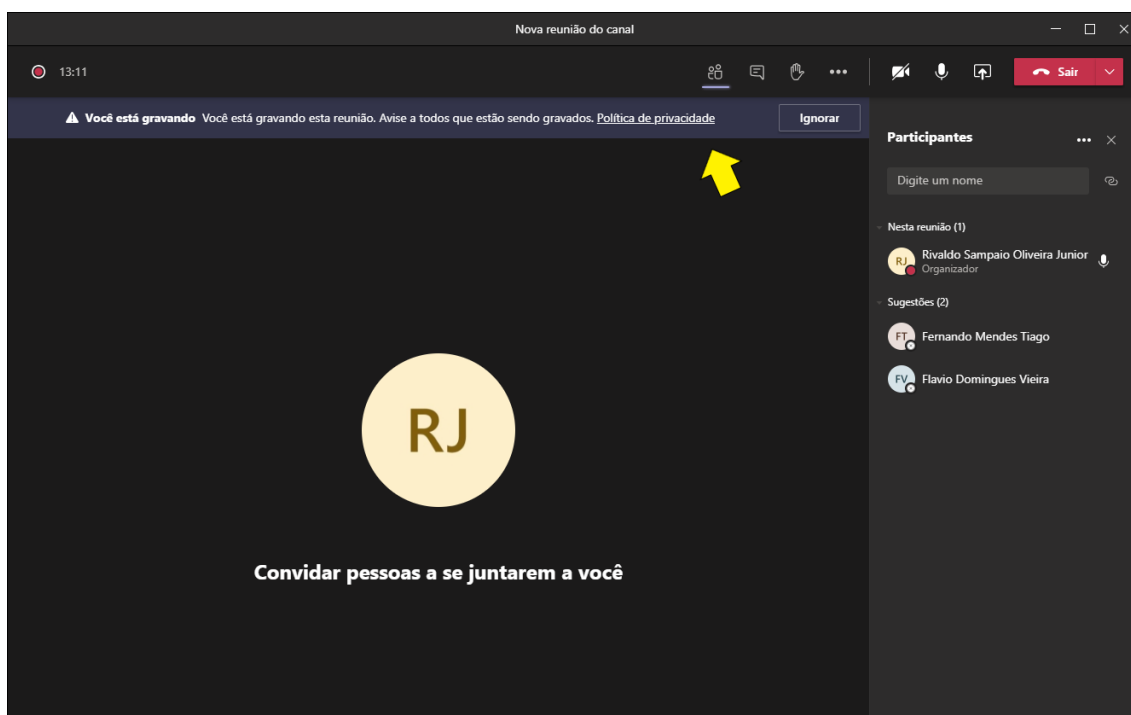 Nova reunião do canal
13:11
Sair
Você está gravando Você está gravando esta reunião. Avise a todos que estão sendo gravados. Política de privacidade
Ignorar
RJ
Convidar pessoas a se juntarem a você
Participantes
Digite um nome
Nesta reunião (1)
RJ
Rivaldo Sampaio Oliveira Junior
Organizador
Sugestões (2)
FT
Fernando Mendes Tiago
FV
Flavio Domingues Vieira